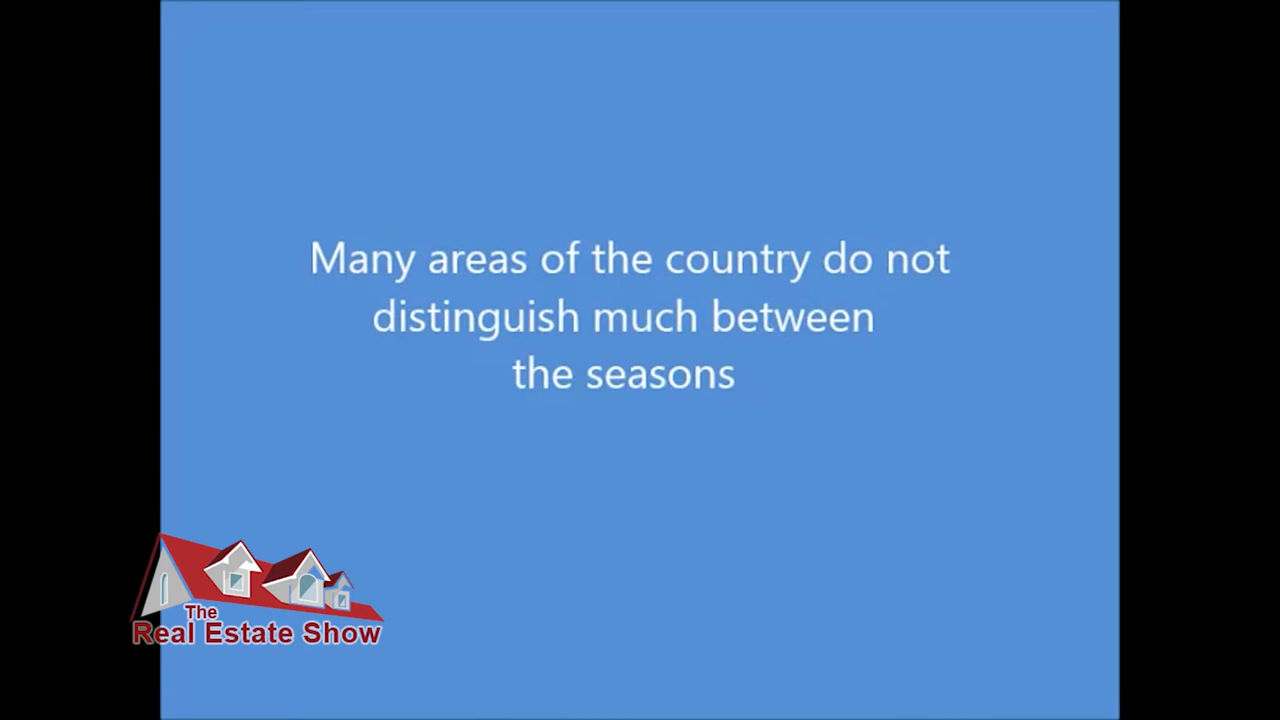 Many areas of the country do not
distinguish much between
the seasons
The
Real Estate Show